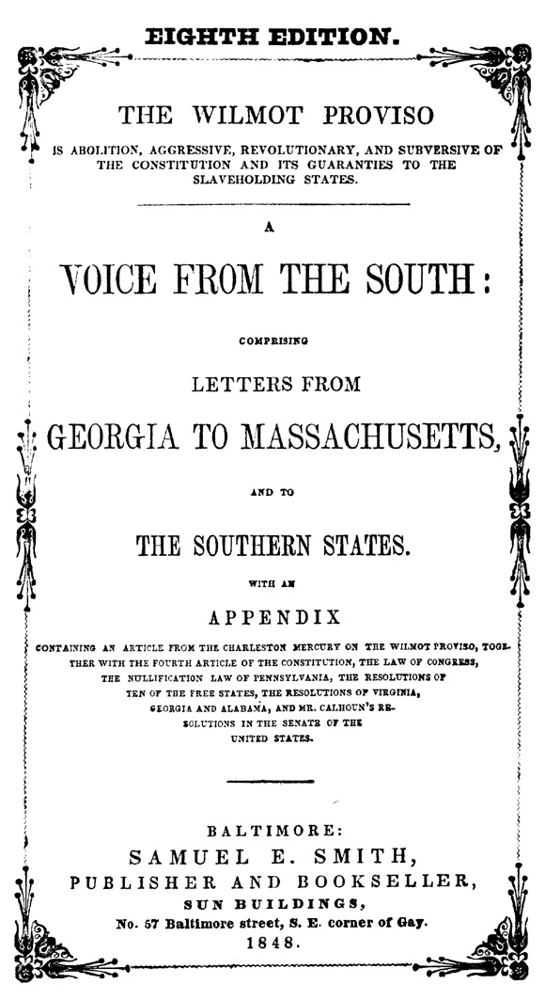 EIGHTH EDITION.
THE WILMOT PROVISO
IS ABOLITION, AGGRESSIVE, REVOLUTIONARY, AND SUBVERSIVE OF
THE CONSTITUTION AND ITS GUARANTIES TO THE
SLAVEHOLDING STATES.
A
VOICE FROM THE SOUTH:
COMPRISING
LETTERS FROM
GEORGIA TO MASSACHUSETTS,
AND TO
THE SOUTHERN STATES.
WITH AN
APPENDIX
CONTAINING AN ARTICLE FROM THE CHARLESTON MERCURY ON THE WILMOT PROVISO, TOGE-
THER WITH THE FOURTH ARTICLE OF THE CONSTITUTION, THE LAW OF CONGRESS,
THE NULLIFICATION LAW OF PENNSYLVANIA, THE RESOLUTIONS OF
TEN OF THE FREE STATES, THE RESOLUTIONS OF VIRGINIA,
GEORGIA AND ALABAMA, AND MR. CALHOUN'S RE-
SOLUTIONS IN THE SENATE OF THE
UNITED STATES.
BALTIMORE:
SAMUEL E. SMITH,
PUBLISHER AND BOOKSELLER,
SUN BUILDINGS,
No. 57 Baltimore street, S. E. corner of Gay.
1848.